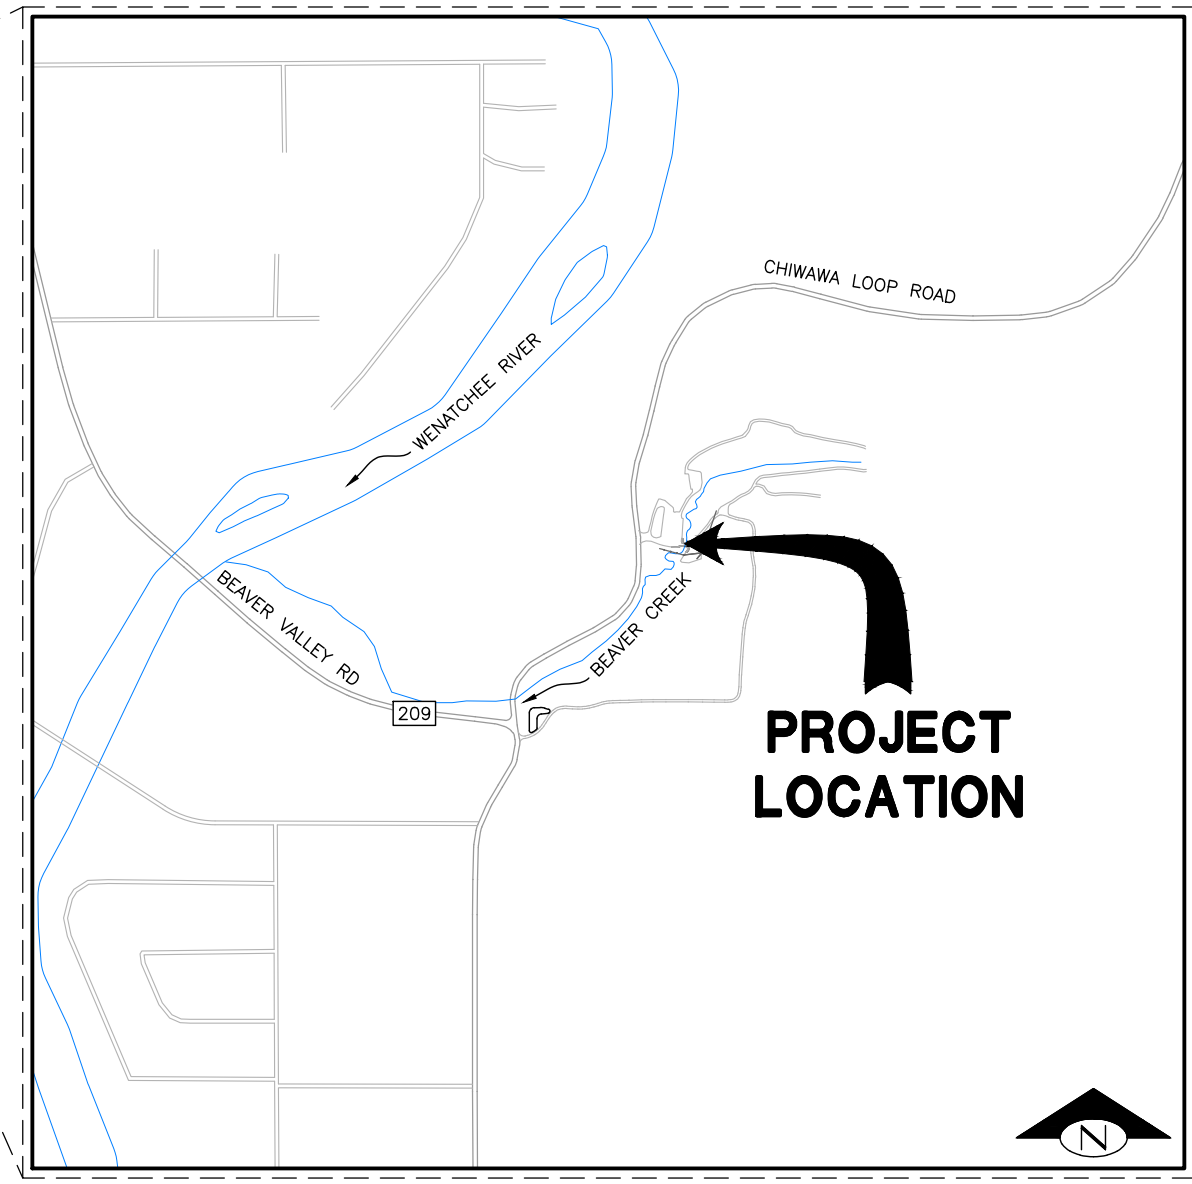 CHIWAWA LOOP ROAD
WENATCHEE RIVER
BEAVER VALLEY RD
BEAVER CREEK
209
PROJECT
LOCATION
N